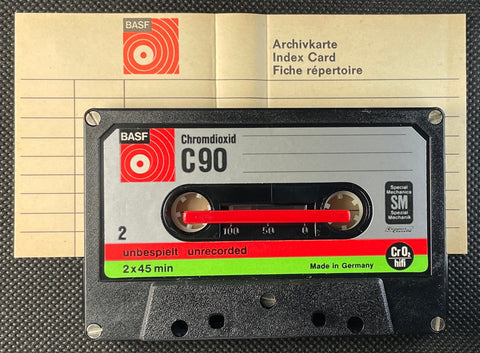 BASF
Archivkarte
Index Card
Fiche répertoire
BASF
Chromdioxid
C90
Special
Mechanics
SM
Spezial
Mechanik
2
100 50 0
unbespielt unrecorded
2x45 min
Made in Germany
CrO2
hifi